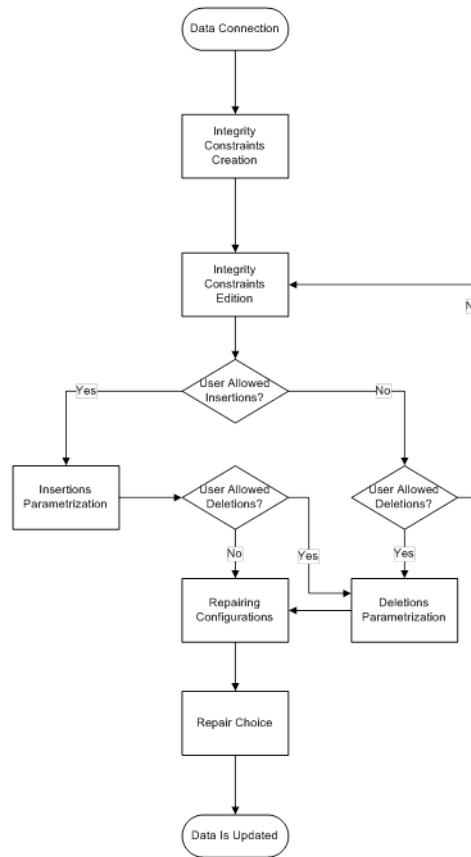 Data Connection
Integrity
Constraints
Creation
Integrity
Constraints
Edition
User Allowed
Insertions?
Yes
No
Insertions
Parametrization
User Allowed
Deletions?
User Allowed
Deletions?
No
Yes
Yes
Repairing
Configurations
Deletions
Parametrization
Repair Choice
Data Is Updated